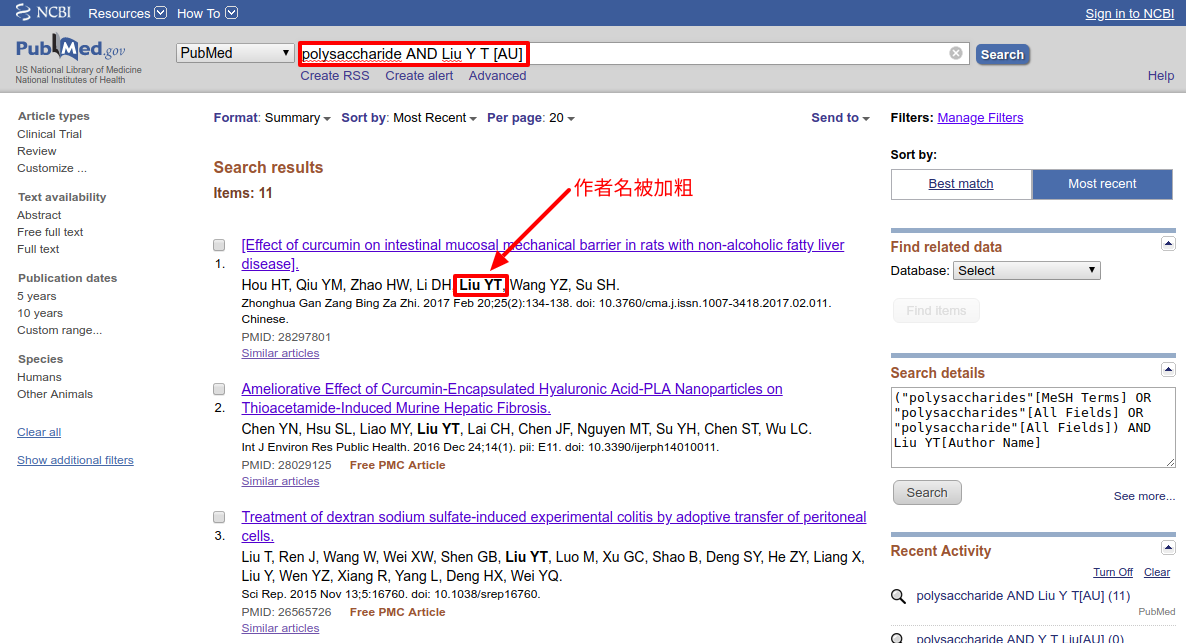 NCBI Resources How To Sign in to NCBI
PubMed.gov
US National Library of Medicine
National Institutes of Health
PubMed
polysaccharide AND Liu Y T [AU]
Search
Create RSS Create alert Advanced
Help
Article types
Clinical Trial
Review
Customize ...
Text availability
Abstract
Free full text
Full text
Publication dates
5 years
10 years
Custom range...
Species
Humans
Other Animals
Clear all
Show additional filters
Format: Summary Sort by: Most Recent Per page: 20 Send to
Search results
Items: 11
作者名被加粗
[Effect of curcumin on intestinal mucosal mechanical barrier in rats with non-alcoholic fatty liver
1. disease].
Hou HT, Qiu YM, Zhao HW, Li DH, Liu YT, Wang YZ, Su SH.
Zhonghua Gan Zang Bing Za Zhi. 2017 Feb 20;25(2):134-138. doi: 10.3760/cma.j.issn.1007-3418.2017.02.011.
Chinese.
PMID: 28297801
Similar articles
Ameliorative Effect of Curcumin-Encapsulated Hyaluronic Acid-PLA Nanoparticles on
2. Thioacetamide-Induced Murine Hepatic Fibrosis.
Chen YN, Hsu SL, Liao MY, Liu YT, Lai CH, Chen JF, Nguyen MT, Su YH, Chen ST, Wu LC.
Int J Environ Res Public Health. 2016 Dec 24;14(1). pii: E11. doi: 10.3390/ijerph14010011.
PMID: 28029125 Free PMC Article
Similar articles
Treatment of dextran sodium sulfate-induced experimental colitis by adoptive transfer of peritoneal
3. cells.
Liu T, Ren J, Wang W, Wei XW, Shen GB, Liu YT, Luo M, Xu GC, Shao B, Deng SY, He ZY, Liang X,
Liu Y, Wen YZ, Xiang R, Yang L, Deng HX, Wei YQ.
Sci Rep. 2015 Nov 13;5:16760. doi: 10.1038/srep16760.
PMID: 26565726 Free PMC Article
Similar articles
Filters: Manage Filters
Sort by:
Best match Most recent
Find related data
Database: Select
Find items
Search details
("polysaccharides"[MeSH Terms] OR
"polysaccharides"[All Fields] OR
"polysaccharide"[All Fields]) AND
Liu YT[Author Name]
Search
See more...
Recent Activity
Turn Off Clear
polysaccharide AND Liu Y T[AU] (11)
PubMed
polysaccharide AND Y T Liu[AU] (0)